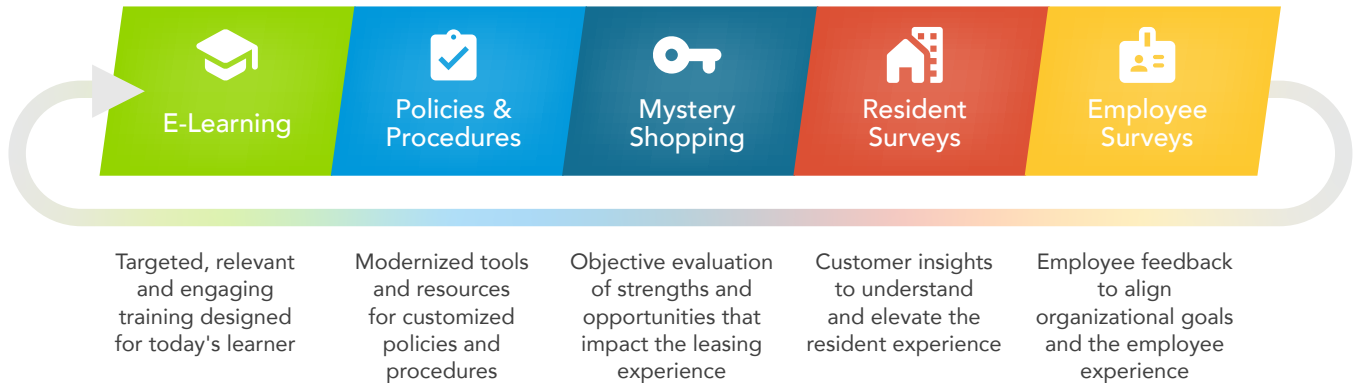 E-Learning
Policies &
Procedures
Mystery
Shopping
Resident
Surveys
Employee
Surveys
Targeted, relevant
and engaging
training designed
for today's learner
Modernized tools
and resources
for customized
policies and
procedures
Objective evaluation
of strengths and
opportunities that
impact the leasing
experience
Customer insights
to understand
and elevate the
resident experience
Employee feedback
to align
organizational goals
and the employee
experience